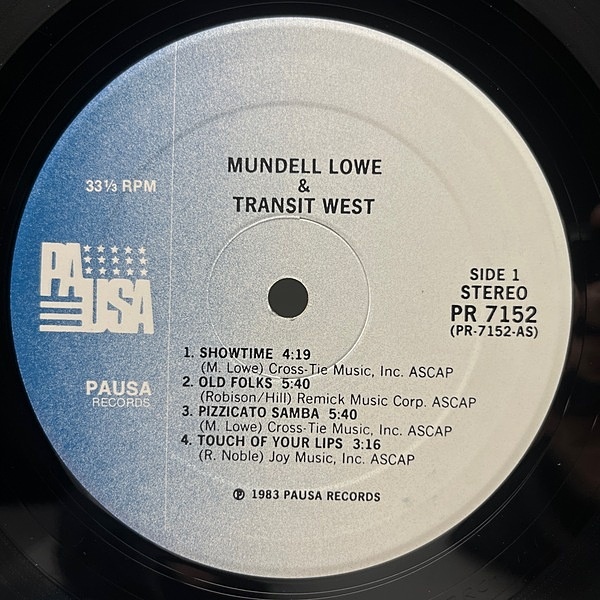 MUNDELL LOWE
&
TRANSIT WEST
33⅓ RPM
PAUSA
PAUSA
RECORDS
SIDE 1
STEREO
PR 7152
(PR-7152-AS)
1. SHOWTIME 4:19
(M. Lowe) Cross-Tie Music, Inc. ASCAP
2. OLD FOLKS 5:40
(Robison/Hill) Remick Music Corp. ASCAP
3. PIZZICATO SAMBA 5:40
(M. Lowe) Cross-Tie Music, Inc. ASCAP
4. TOUCH OF YOUR LIPS 3:16
(R. Noble) Joy Music, Inc. ASCAP
℗ 1983 PAUSA RECORDS